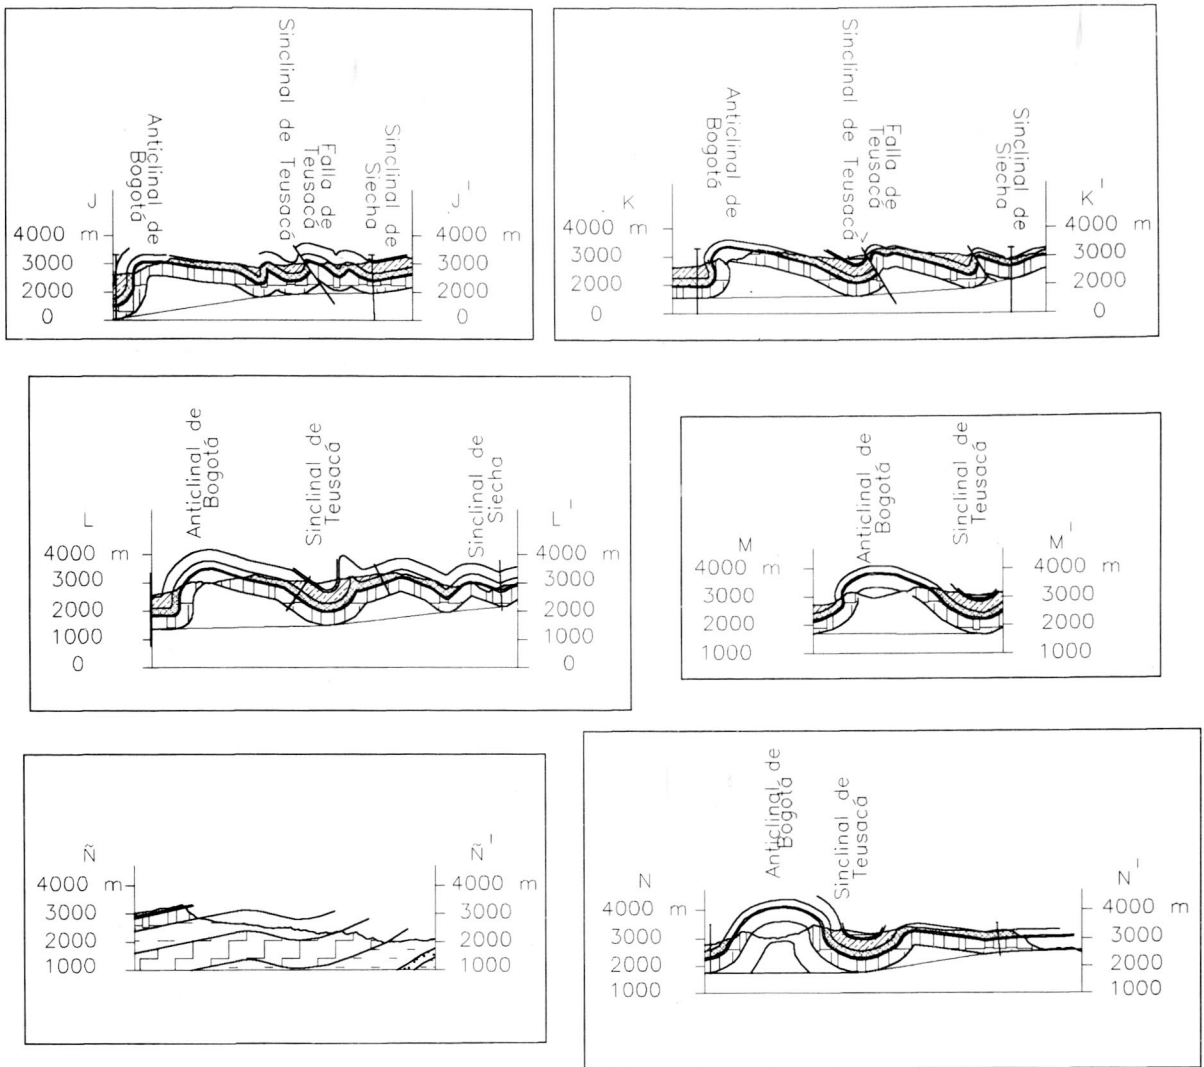 Anticlinal de
Bogotá
Sinclinal de Teusacá
Falla de
Teusacá
Sinclinal de
Siecha
J
J'
4000 m
3000
2000
0
4000 m
3000
2000
0
Anticlinal de
Bogotá
Sinclinal de Teusacá
Falla de
Teusacá
Sinclinal de
Siecha
K
K'
4000 m
3000
2000
0
4000 m
3000
2000
0
Anticlinal de
Bogotá
Sinclinal de
Teusacá
Sinclinal de
Siecha
L
L'
4000 m
3000
2000
1000
0
4000 m
3000
2000
1000
0
Anticlinal de
Bogotá
Sinclinal de
Teusacá
M
M'
4000 m
3000
2000
1000
4000 m
3000
2000
1000
Ñ
Ñ'
4000 m
3000
2000
1000
4000 m
3000
2000
1000
Anticlinal de
Bogotá
Sinclinal de
Teusacá
N
N'
4000 m
3000
2000
1000
4000 m
3000
2000
1000